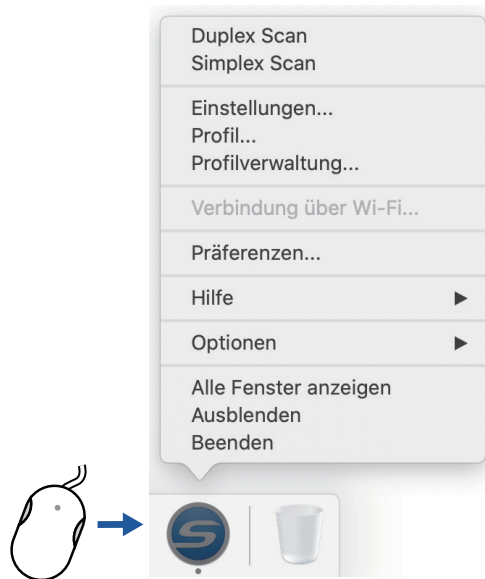 Duplex Scan
Simplex Scan
Einstellungen...
Profil...
Profilverwaltung...
Verbindung über Wi-Fi...
Präferenzen...
Hilfe
Optionen
Alle Fenster anzeigen
Ausblenden
Beenden
S